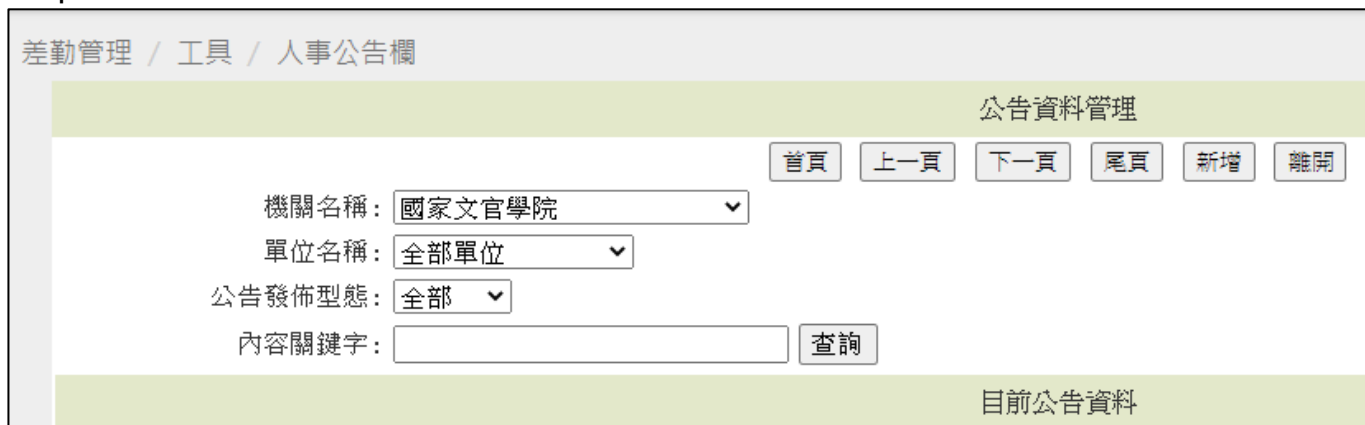 差勤管理 / 工具 / 人事公告欄
公告資料管理
首頁 上一頁 下一頁 尾頁 新增 離開
機關名稱: 國家文官學院
單位名稱: 全部單位
公告發佈型態: 全部
內容關鍵字: 查詢
目前公告資料